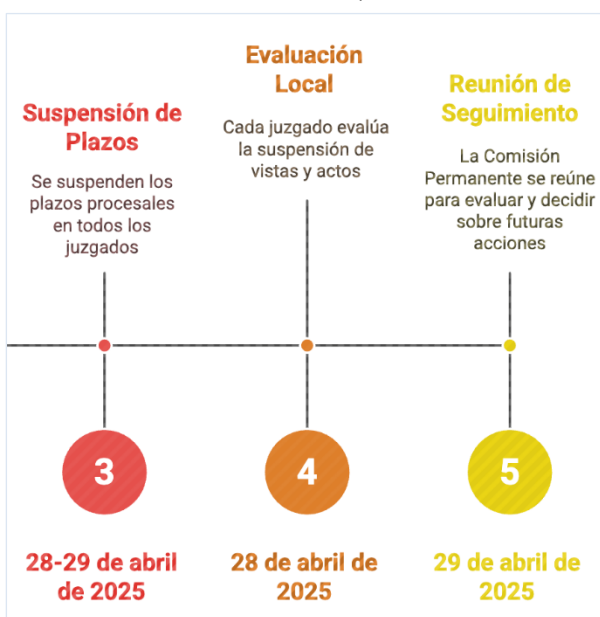 Suspensión de
Plazos
Se suspenden los
plazos procesales
en todos los
juzgados
3
28-29 de abril
de 2025
Evaluación
Local
Cada juzgado evalúa
la suspensión de
vistas y actos
4
28 de abril de
2025
Reunión de
Seguimiento
La Comisión
Permanente se reúne
para evaluar y decidir
sobre futuras
acciones
5
29 de abril de
2025